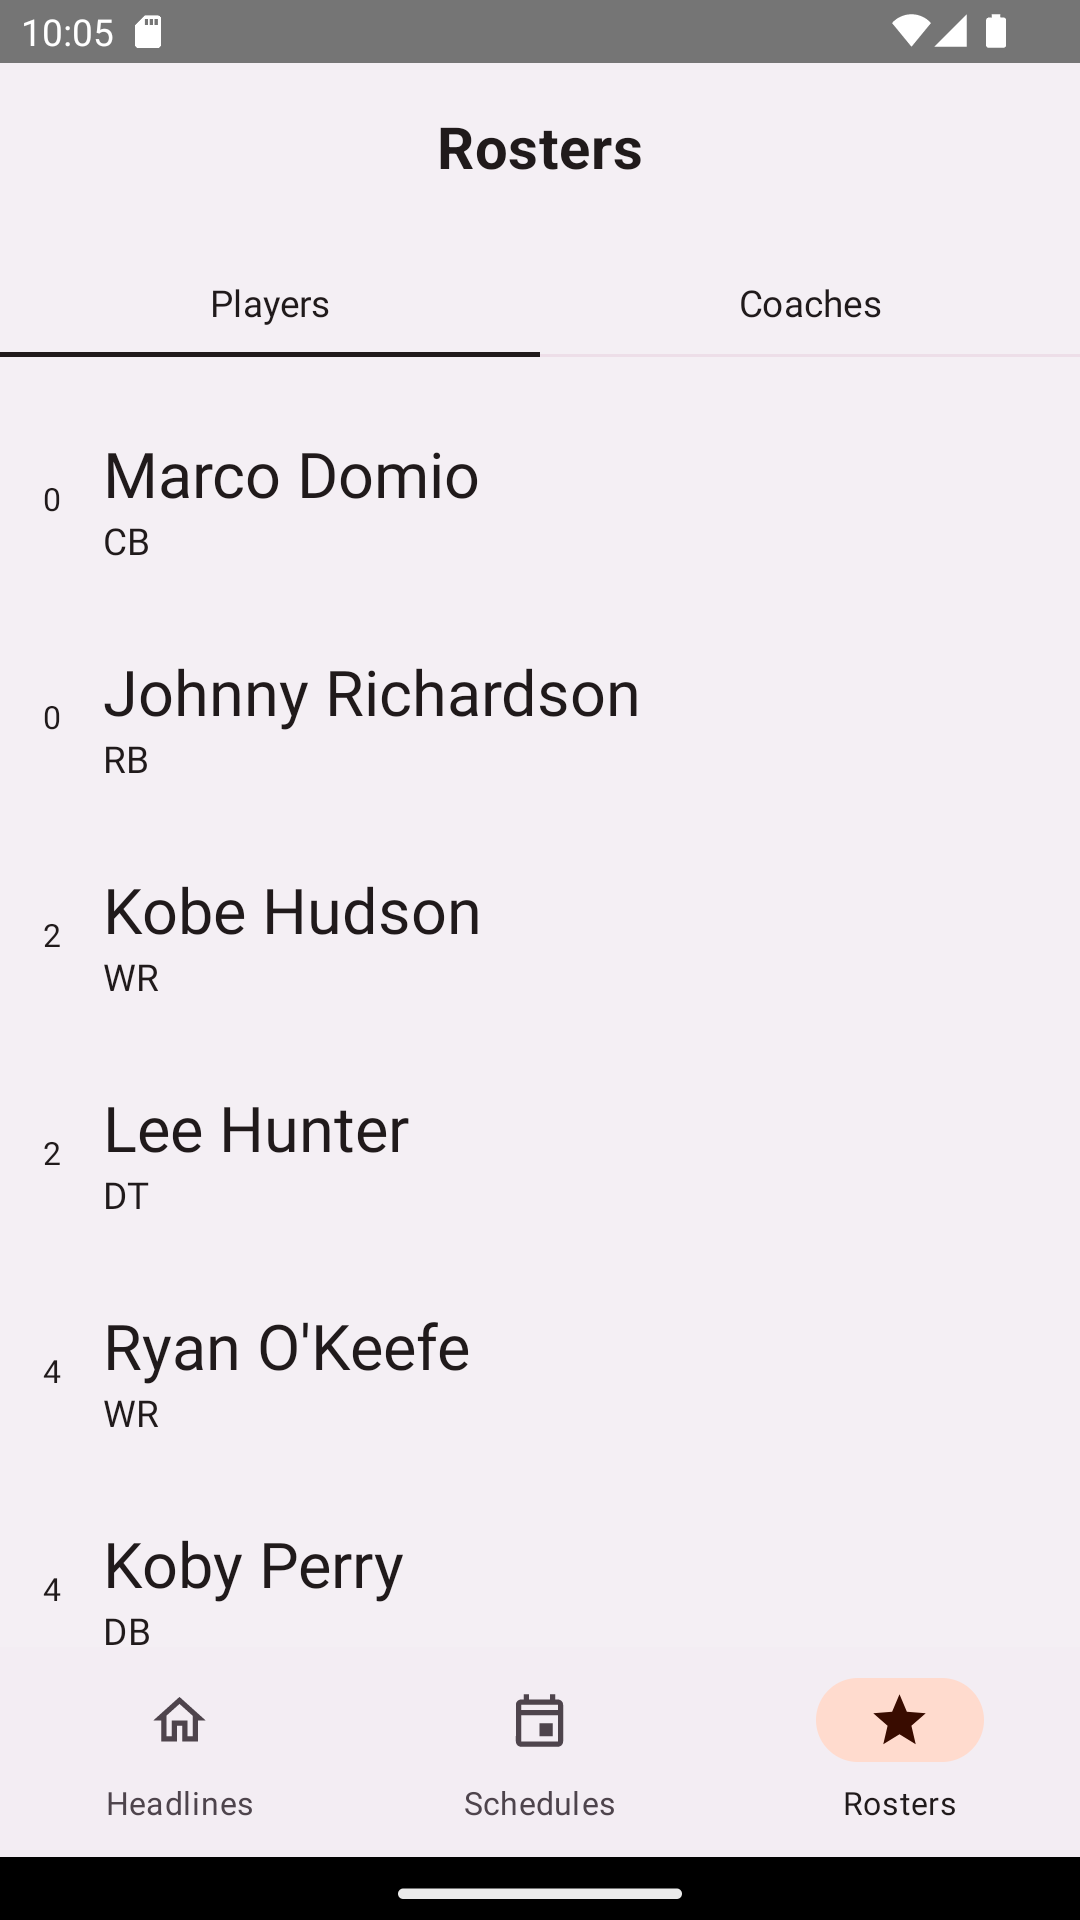 10:05
Rosters
Players Coaches
0 Marco Domio
CB
0 Johnny Richardson
RB
2 Kobe Hudson
WR
2 Lee Hunter
DT
4 Ryan O'Keefe
WR
4 Koby Perry
DB
Headlines Schedules Rosters